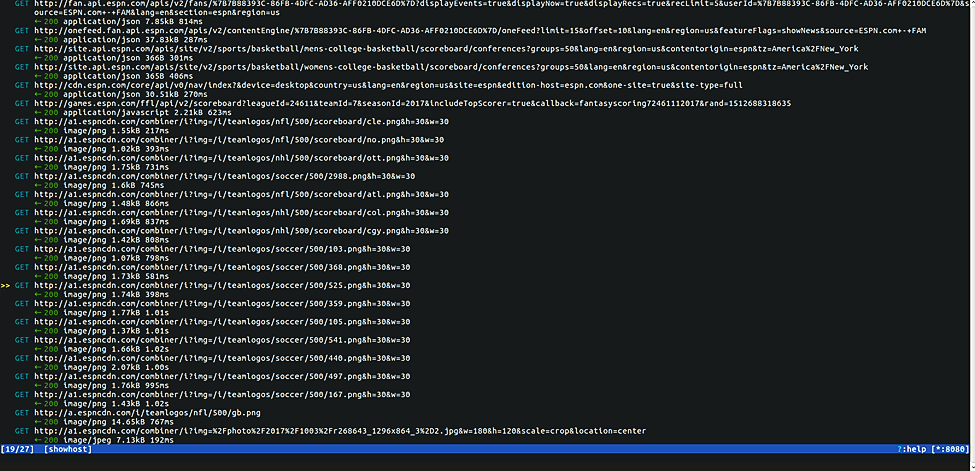 GET http://fan.api.espn.com/apis/v2/fans/%7B7B88393C-86FB-4DFC-AD36-AFF0210DCE6D%7D?displayEvents=true&displayNow=true&displayRecs=true&recLimit=5&userId=%7B7B88393C-86FB-4DFC-AD36-AFF0210DCE6D%7D&s
ource=ESPN.com+-+FAM&lang=en&section=espn&region=us
← 200 application/json 7.85kB 814ms
GET http://onefeed.fan.api.espn.com/apis/v2/contentEngine/%7B7B88393C-86FB-4DFC-AD36-AFF0210DCE6D%7D/oneFeed?limit=15&offset=10&lang=en&region=us&featureFlags=showNews&source=ESPN.com+-+FAM
← 200 application/json 37.83kB 287ms
GET http://site.api.espn.com/apis/site/v2/sports/basketball/mens-college-basketball/scoreboard/conferences?groups=50&lang=en&region=us&contentorigin=espn&tz=America%2FNew_York
← 200 application/json 366B 301ms
GET http://site.api.espn.com/apis/site/v2/sports/basketball/womens-college-basketball/scoreboard/conferences?groups=50&lang=en&region=us&contentorigin=espn&tz=America%2FNew_York
← 200 application/json 365B 406ms
GET http://cdn.espn.com/core/api/v0/nav/index?&device=desktop&country=us&lang=en&region=us&site=espn&edition-host=espn.com&one-site=true&site-type=full
← 200 application/json 30.51kB 270ms
GET http://games.espn.com/ffl/api/v2/scoreboard?leagueId=24611&teamId=7&seasonId=2017&includeTopScorer=true&callback=fantasyscoring72461112017&rand=1512688318635
← 200 application/javascript 2.21kB 623ms
GET http://a1.espncdn.com/combiner/i?img=/i/teamlogos/nfl/500/scoreboard/cle.png&h=30&w=30
← 200 image/png 1.55kB 217ms
GET http://a1.espncdn.com/combiner/i?img=/i/teamlogos/nfl/500/scoreboard/no.png&h=30&w=30
← 200 image/png 1.02kB 393ms
GET http://a1.espncdn.com/combiner/i?img=/i/teamlogos/nhl/500/scoreboard/ott.png&h=30&w=30
← 200 image/png 1.75kB 731ms
GET http://a1.espncdn.com/combiner/i?img=/i/teamlogos/soccer/500/2988.png&h=30&w=30
← 200 image/png 1.6kB 745ms
GET http://a1.espncdn.com/combiner/i?img=/i/teamlogos/nfl/500/scoreboard/atl.png&h=30&w=30
← 200 image/png 1.48kB 866ms
GET http://a1.espncdn.com/combiner/i?img=/i/teamlogos/nhl/500/scoreboard/col.png&h=30&w=30
← 200 image/png 1.69kB 837ms
GET http://a1.espncdn.com/combiner/i?img=/i/teamlogos/nhl/500/scoreboard/cgy.png&h=30&w=30
← 200 image/png 1.42kB 808ms
GET http://a1.espncdn.com/combiner/i?img=/i/teamlogos/soccer/500/103.png&h=30&w=30
← 200 image/png 1.07kB 798ms
GET http://a1.espncdn.com/combiner/i?img=/i/teamlogos/soccer/500/368.png&h=30&w=30
← 200 image/png 1.73kB 581ms
>> GET http://a1.espncdn.com/combiner/i?img=/i/teamlogos/soccer/500/525.png&h=30&w=30
← 200 image/png 1.74kB 398ms
GET http://a1.espncdn.com/combiner/i?img=/i/teamlogos/soccer/500/359.png&h=30&w=30
← 200 image/png 1.77kB 1.01s
GET http://a1.espncdn.com/combiner/i?img=/i/teamlogos/soccer/500/105.png&h=30&w=30
← 200 image/png 1.37kB 1.01s
GET http://a1.espncdn.com/combiner/i?img=/i/teamlogos/soccer/500/541.png&h=30&w=30
← 200 image/png 1.66kB 1.02s
GET http://a1.espncdn.com/combiner/i?img=/i/teamlogos/soccer/500/440.png&h=30&w=30
← 200 image/png 2.07kB 1.00s
GET http://a1.espncdn.com/combiner/i?img=/i/teamlogos/soccer/500/497.png&h=30&w=30
← 200 image/png 1.76kB 995ms
GET http://a1.espncdn.com/combiner/i?img=/i/teamlogos/soccer/500/167.png&h=30&w=30
← 200 image/png 1.43kB 1.02s
GET http://a.espncdn.com/i/teamlogos/nfl/500/gb.png
← 200 image/png 14.65kB 767ms
GET http://a1.espncdn.com/combiner/i?img=%2Fphoto%2F2017%2F1003%2Fr268643_1296x864_3%2D2.jpg&w=180&h=120&scale=crop&location=center
← 200 image/jpeg 7.13kB 192ms
[19/27] [showhost] ?:help [*:8080]